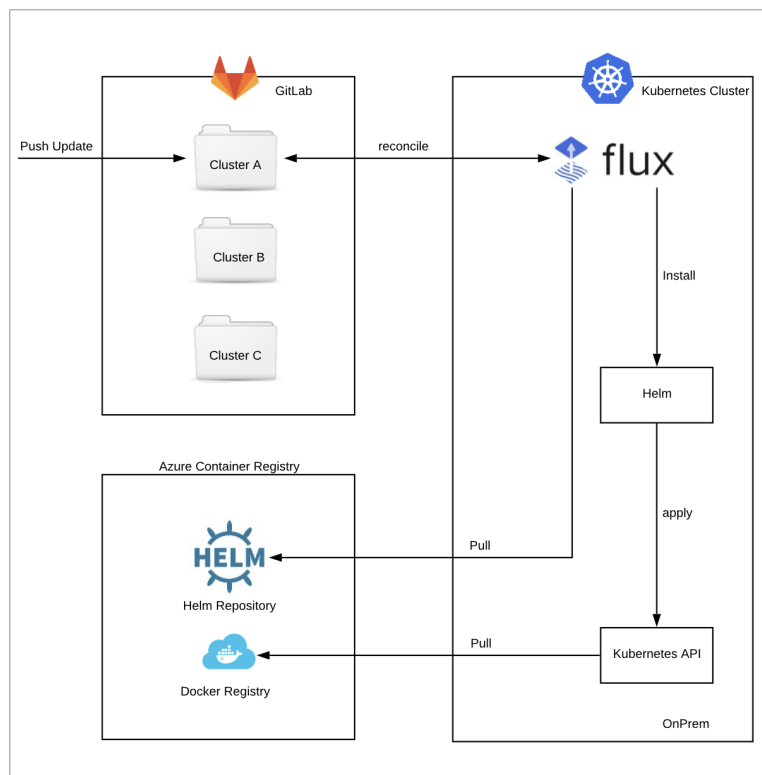 GitLab
Kubernetes Cluster
Push Update
Cluster A
reconcile
flux
Cluster B
Install
Cluster C
Helm
Azure Container Registry
apply
HELM
Pull
Helm Repository
Pull
Kubernetes API
Docker Registry
OnPrem